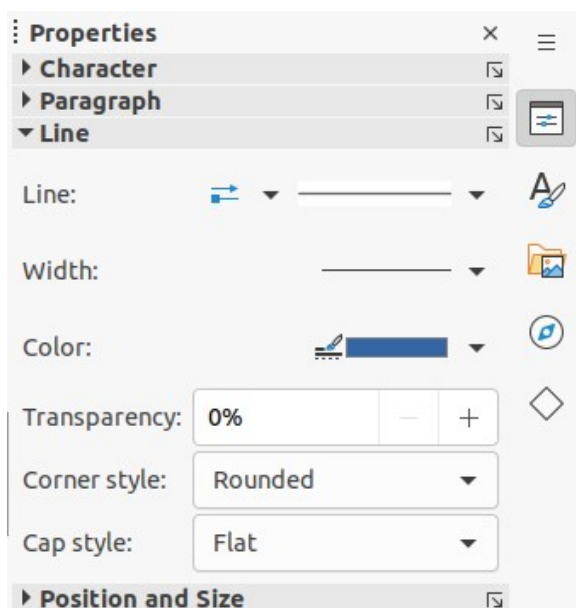 Properties
Character
Paragraph
Line
Line:
Width:
Color:
Transparency: 0%
Corner style: Rounded
Cap style: Flat
Position and Size